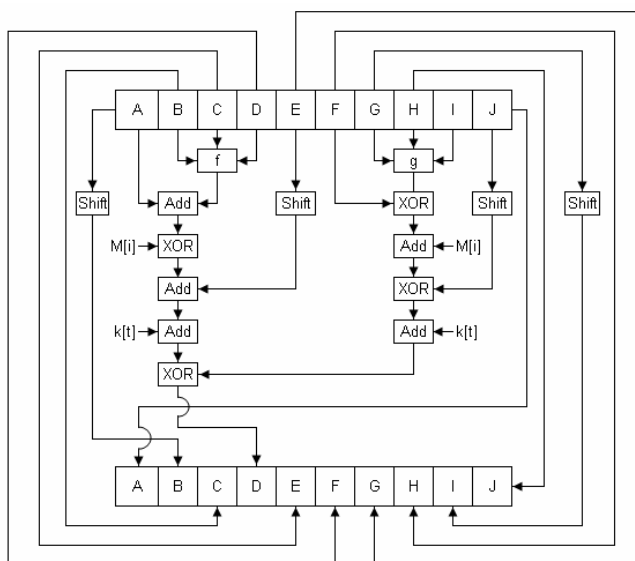 A B C D E F G H I J
f g
Shift Add Shift XOR Shift Shift
M[i] XOR Add M[i]
Add XOR
k[t] Add Add k[t]
XOR
A B C D E F G H I J